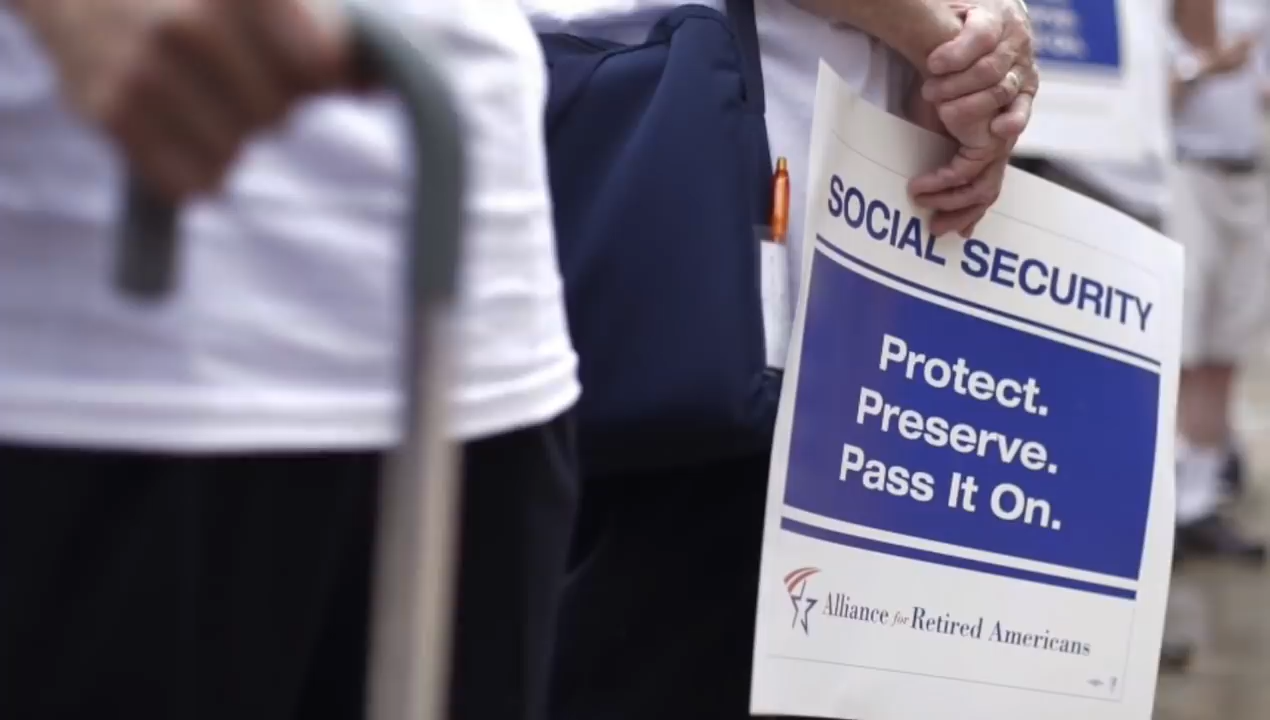 SOCIAL SECURITY
Protect.
Preserve.
Pass It On.
Alliance for Retired Americans